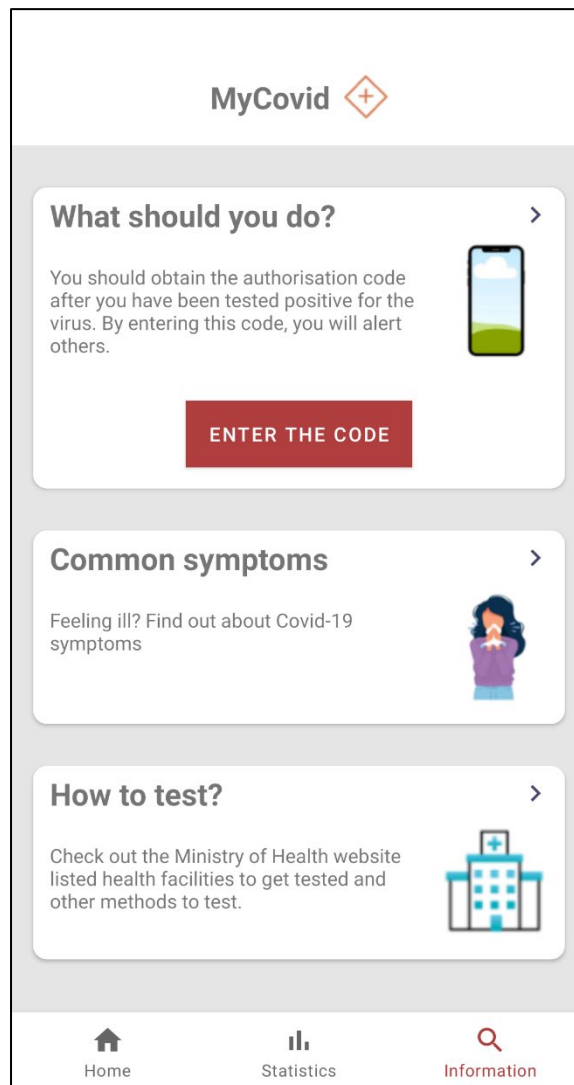 MyCovid
What should you do?
You should obtain the authorisation code
after you have been tested positive for the
virus. By entering this code, you will alert
others.
ENTER THE CODE
Common symptoms
Feeling ill? Find out about Covid-19
symptoms
How to test?
Check out the Ministry of Health website
listed health facilities to get tested and
other methods to test.
Home Statistics Information